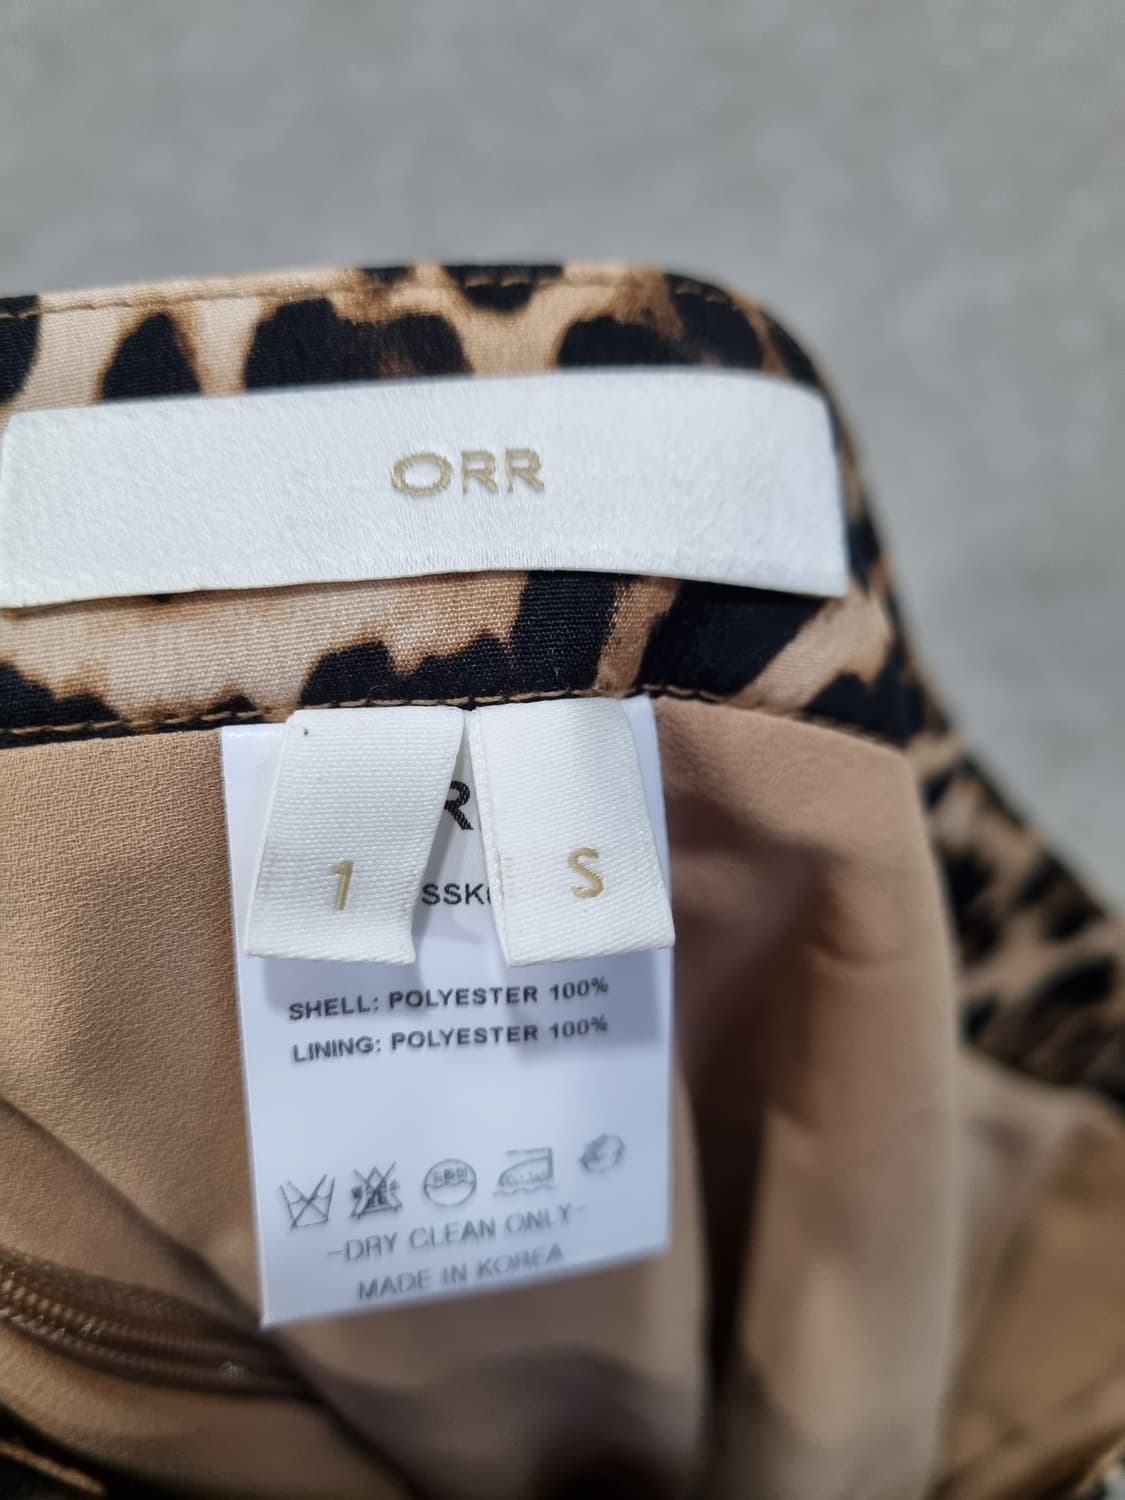 ORR
1
S
SHELL: POLYESTER 100%
LINING: POLYESTER 100%
-DRY CLEAN ONLY-
MADE IN KOREA